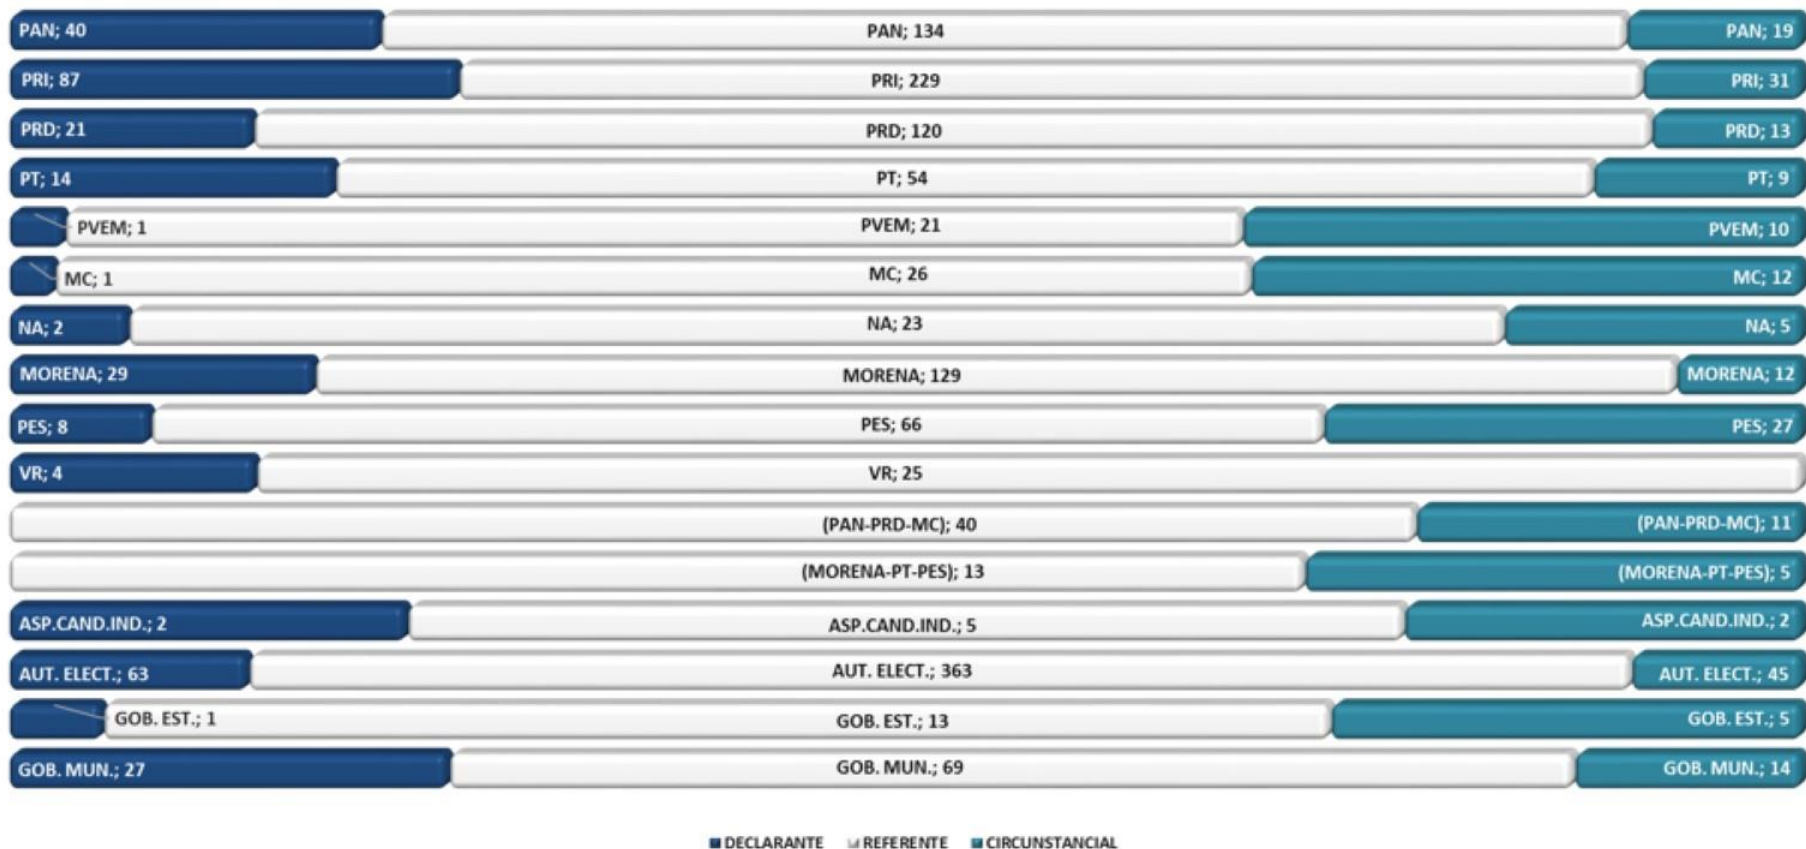 PAN; 40 PAN; 134 PAN; 19
PRI; 87 PRI; 229 PRI; 31
PRD; 21 PRD; 120 PRD; 13
PT; 14 PT; 54 PT; 9
PVEM; 1 PVEM; 21 PVEM; 10
MC; 1 MC; 26 MC; 12
NA; 2 NA; 23 NA; 5
MORENA; 29 MORENA; 129 MORENA; 12
PES; 8 PES; 66 PES; 27
VR; 4 VR; 25
(PAN-PRD-MC); 40 (PAN-PRD-MC); 11
(MORENA-PT-PES); 13 (MORENA-PT-PES); 5
ASP.CAND.IND.; 2 ASP.CAND.IND.; 5 ASP.CAND.IND.; 2
AUT. ELECT.; 63 AUT. ELECT.; 363 AUT. ELECT.; 45
GOB. EST.; 1 GOB. EST.; 13 GOB. EST.; 5
GOB. MUN.; 27 GOB. MUN.; 69 GOB. MUN.; 14
DECLARANTE REFERENTE CIRCUNSTANCIAL